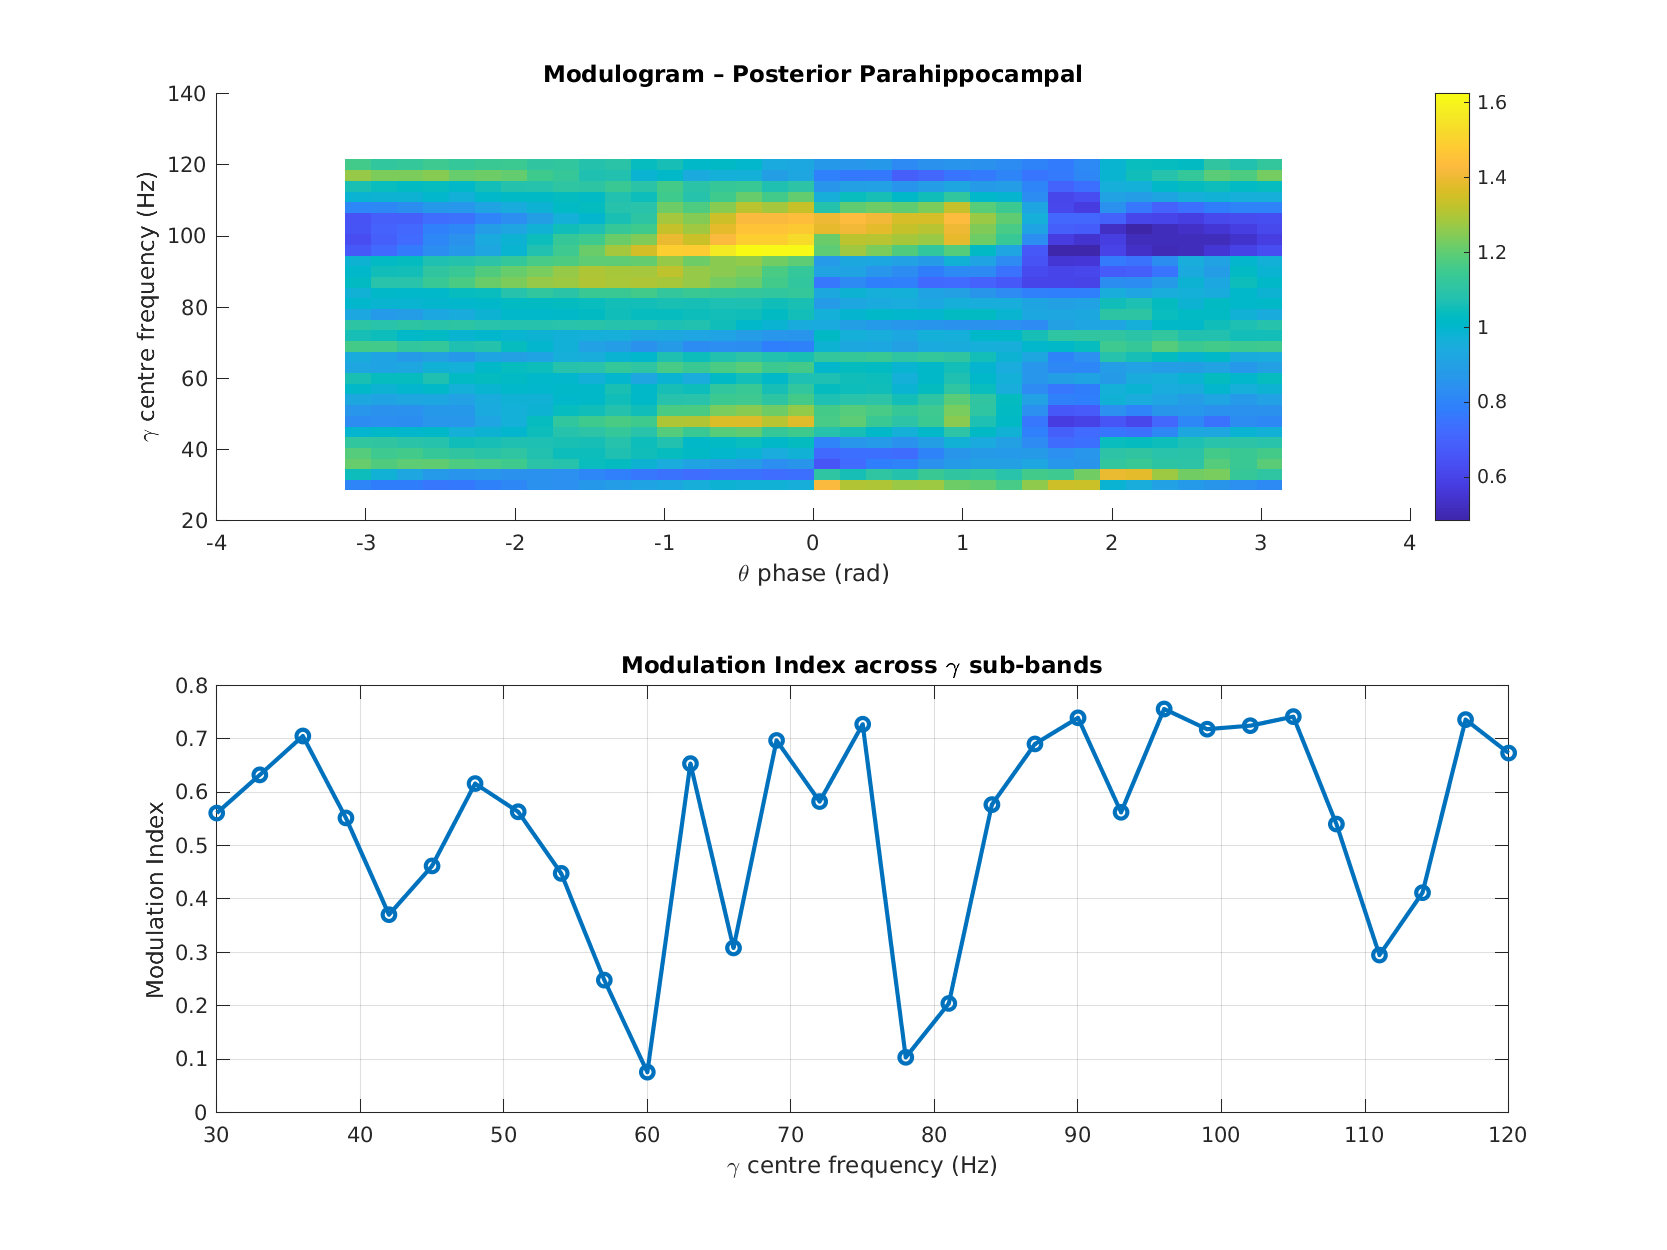 Modulogram – Posterior Parahippocampal
140
120
100
80
60
40
20
γ centre frequency (Hz)
-4 -3 -2 -1 0 1 2 3 4
θ phase (rad)
1.6
1.4
1.2
1
0.8
0.6
Modulation Index across γ sub-bands
0.8
0.7
0.6
0.5
0.4
0.3
0.2
0.1
0
Modulation Index
30 40 50 60 70 80 90 100 110 120
γ centre frequency (Hz)